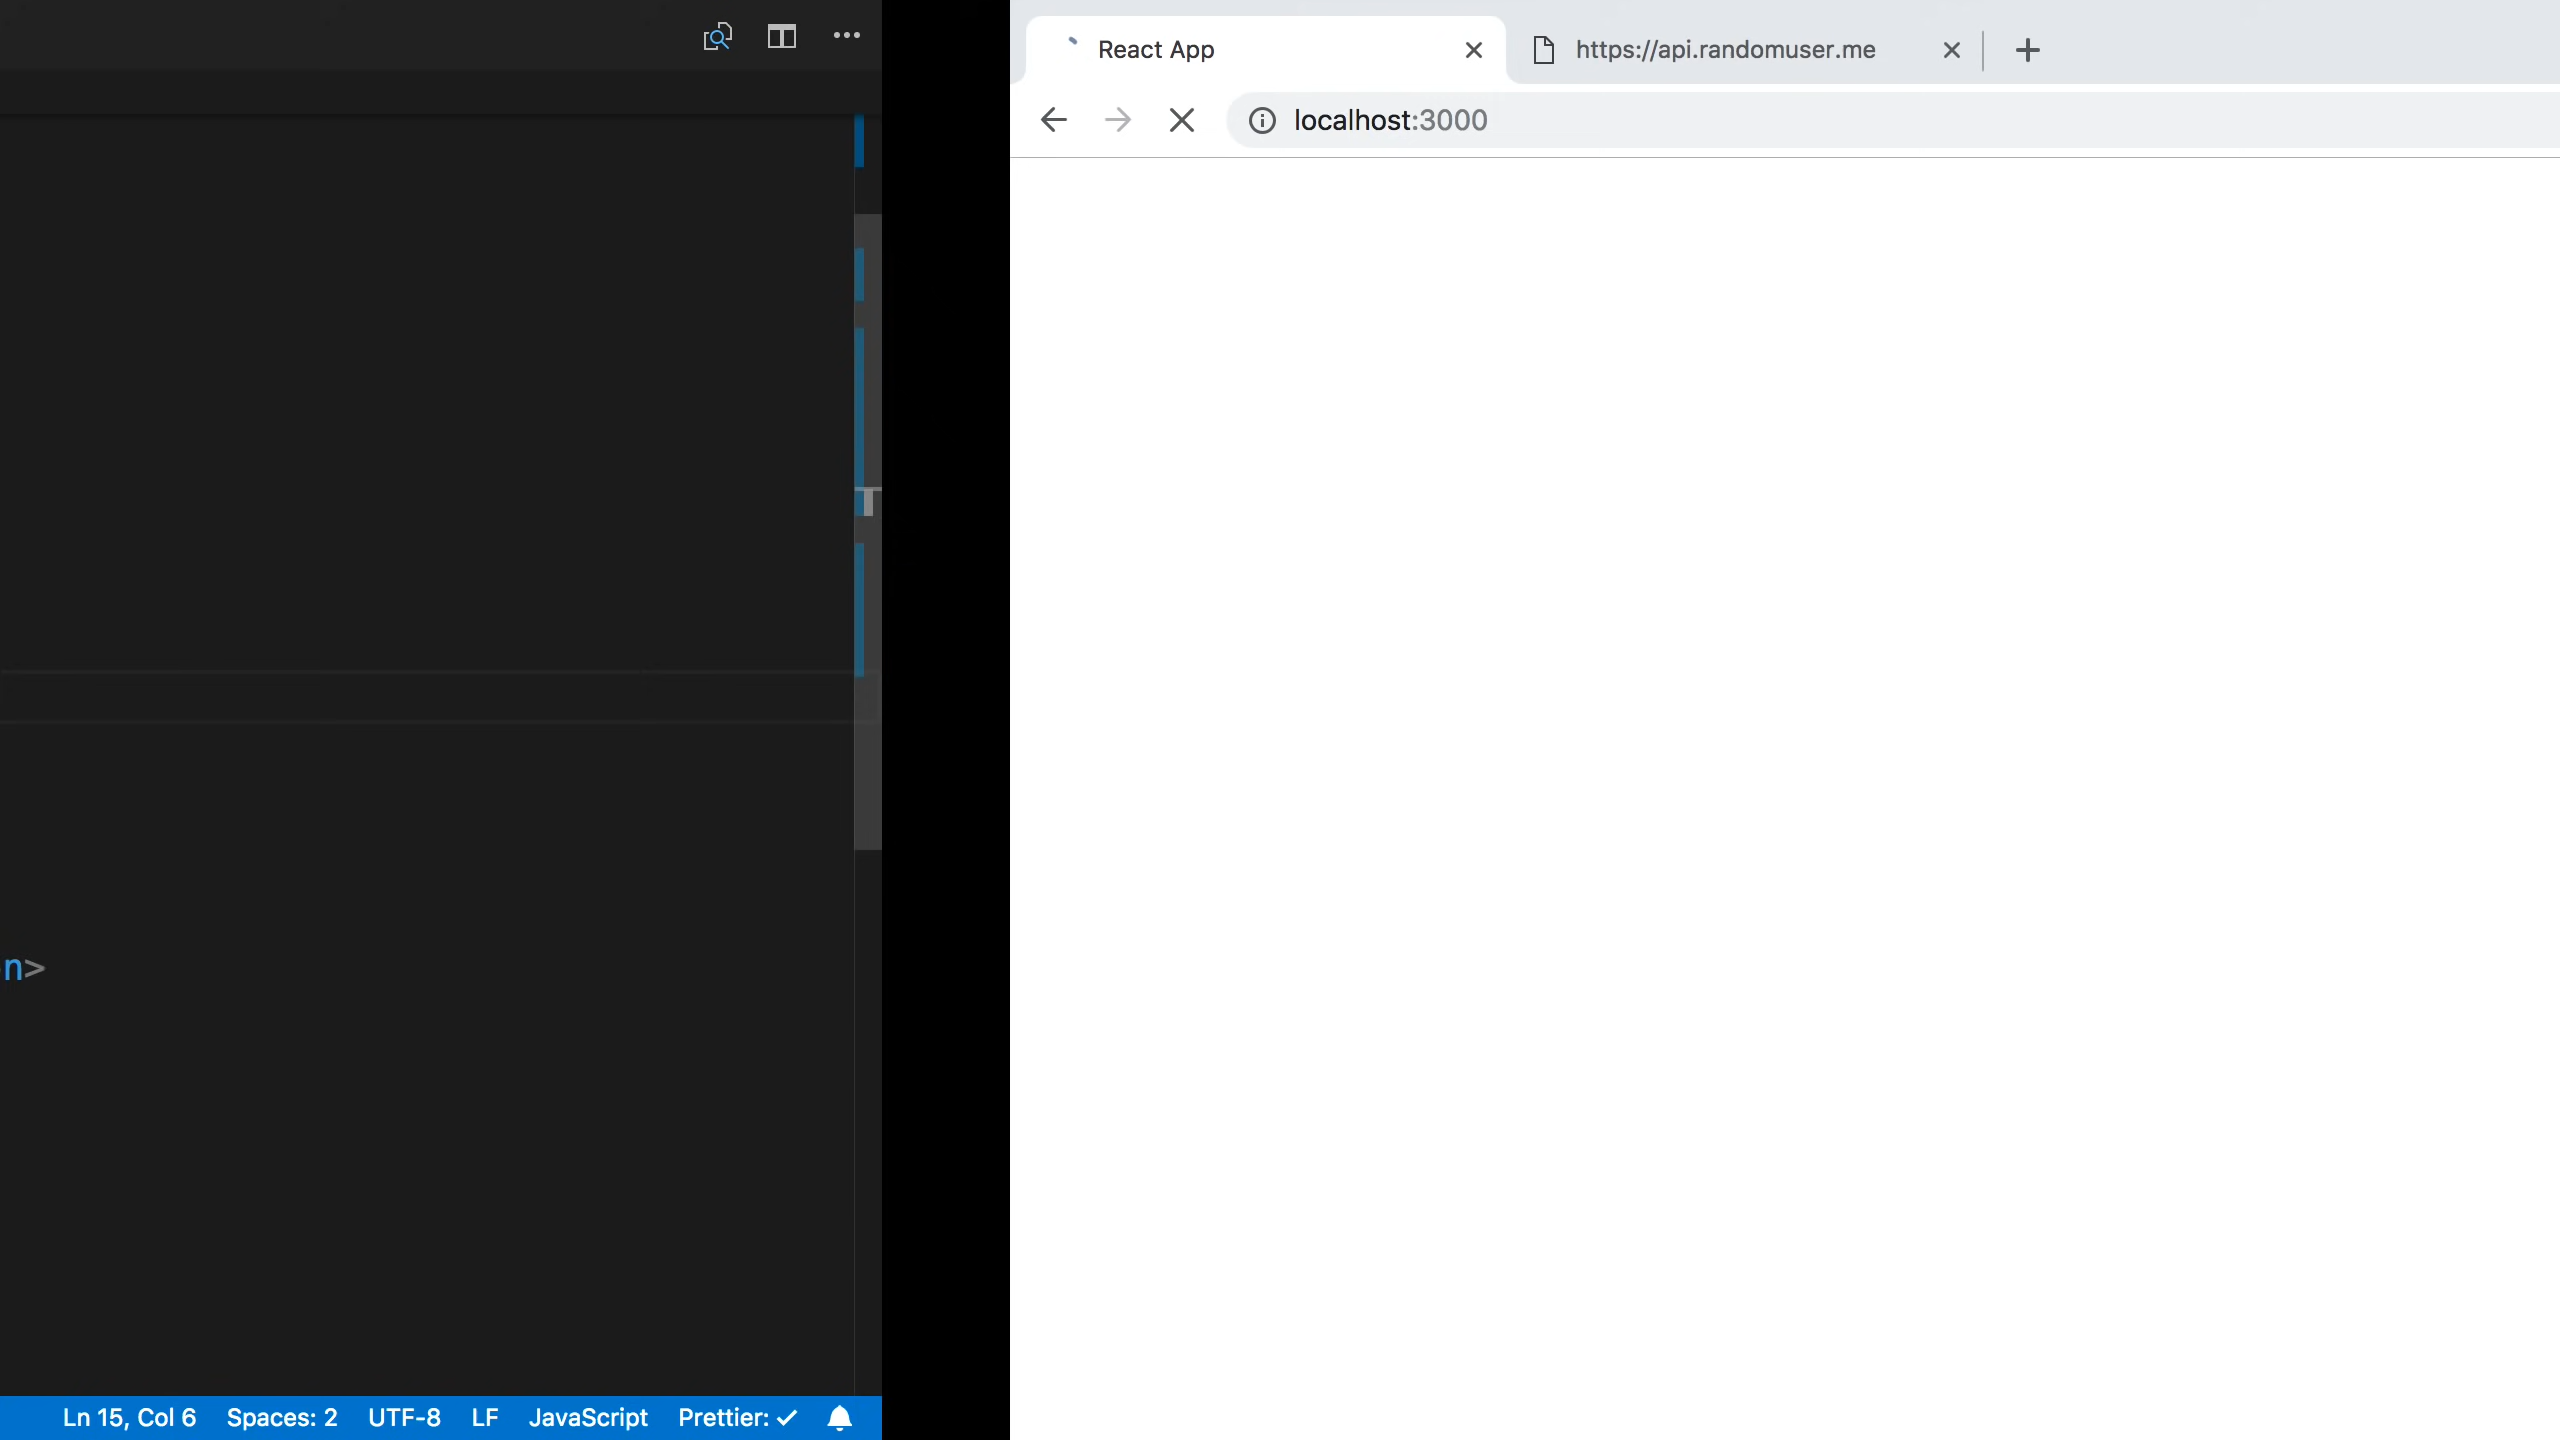 React App
https://api.randomuser.me
localhost:3000
n>
Ln 15, Col 6 Spaces: 2 UTF-8 LF JavaScript Prettier: ✓